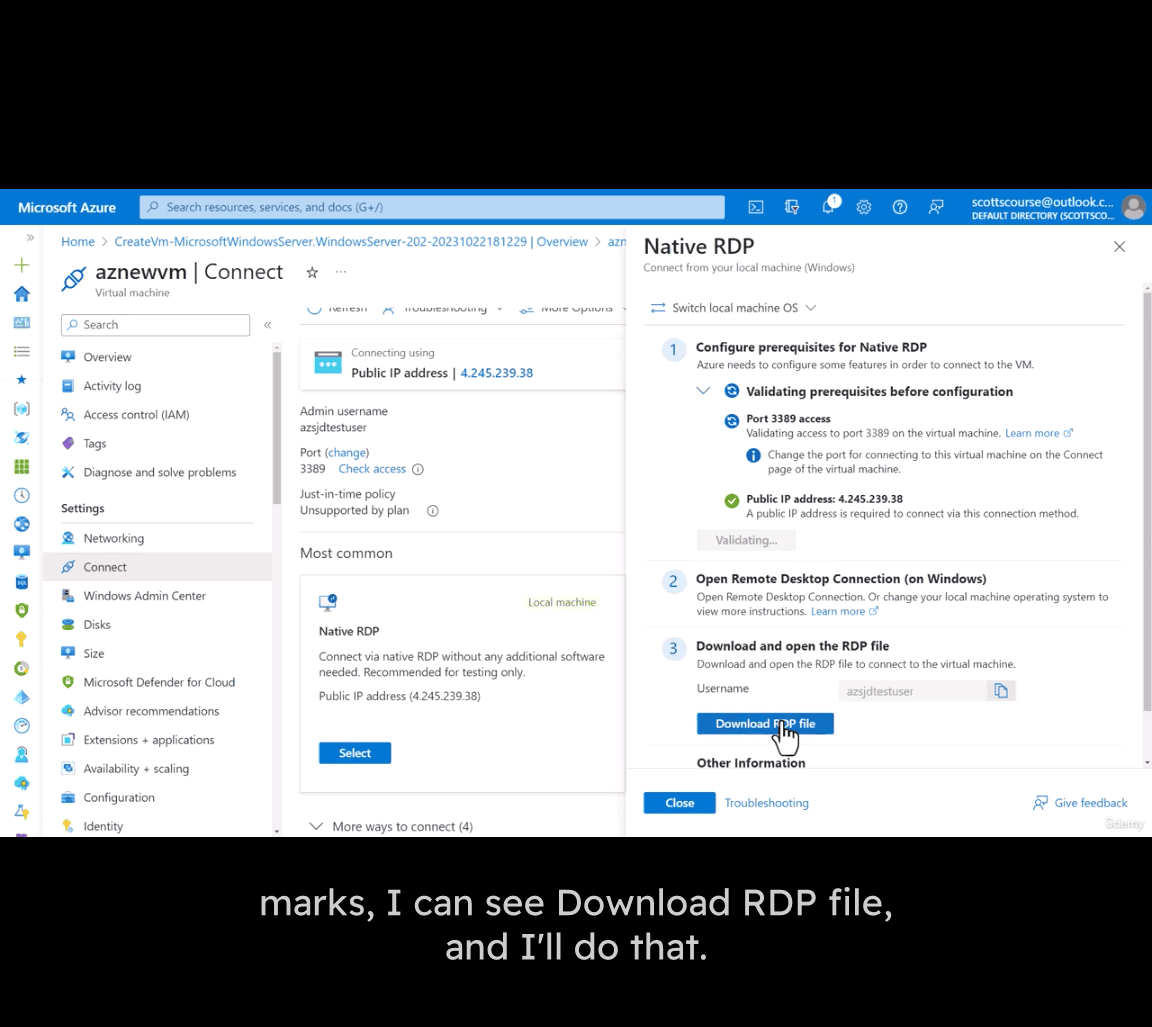 Microsoft Azure
Search resources, services, and docs (G+/)
1
scottscourse@outlook.c...
DEFAULT DIRECTORY (SCOTTSCO...
Home > CreateVm-MicrosoftWindowsServer.WindowsServer-202-20231022181229 | Overview >
aznewvm | Connect
Virtual machine
Search
Overview
Activity log
Access control (IAM)
Tags
Diagnose and solve problems
Settings
Networking
Connect
Windows Admin Center
Disks
Size
Microsoft Defender for Cloud
Advisor recommendations
Extensions + applications
Availability + scaling
Configuration
Identity
Refresh Troubleshooting More Options
Connecting using
Public IP address | 4.245.239.38
Admin username
azsjdtestuser
Port (change)
3389 Check access
Just-in-time policy
Unsupported by plan
Most common
Local machine
Native RDP
Connect via native RDP without any additional software
needed. Recommended for testing only.
Public IP address (4.245.239.38)
Select
More ways to connect (4)
Native RDP
Connect from your local machine (Windows)
Switch local machine OS
1 Configure prerequisites for Native RDP
Azure needs to configure some features in order to connect to the VM.
Validating prerequisites before configuration
Port 3389 access
Validating access to port 3389 on the virtual machine. Learn more
Change the port for connecting to this virtual machine on the Connect
page of the virtual machine.
Public IP address: 4.245.239.38
A public IP address is required to connect via this connection method.
Validating...
2 Open Remote Desktop Connection (on Windows)
Open Remote Desktop Connection. Or change your local machine operating system to
view more instructions. Learn more
3 Download and open the RDP file
Download and open the RDP file to connect to the virtual machine.
Username azsjdtestuser
Download RDP file
Other Information
Close Troubleshooting Give feedback
marks, I can see Download RDP file,
and I'll do that.